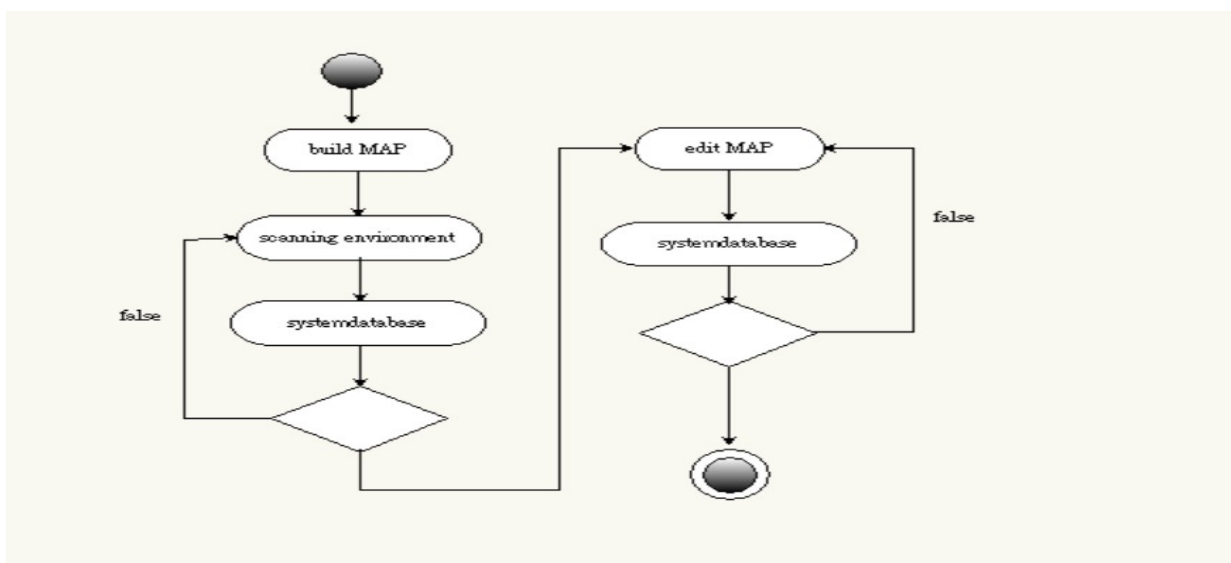 build MAP
scanning environment
false
systemdatabase
edit MAP
false
systemdatabase